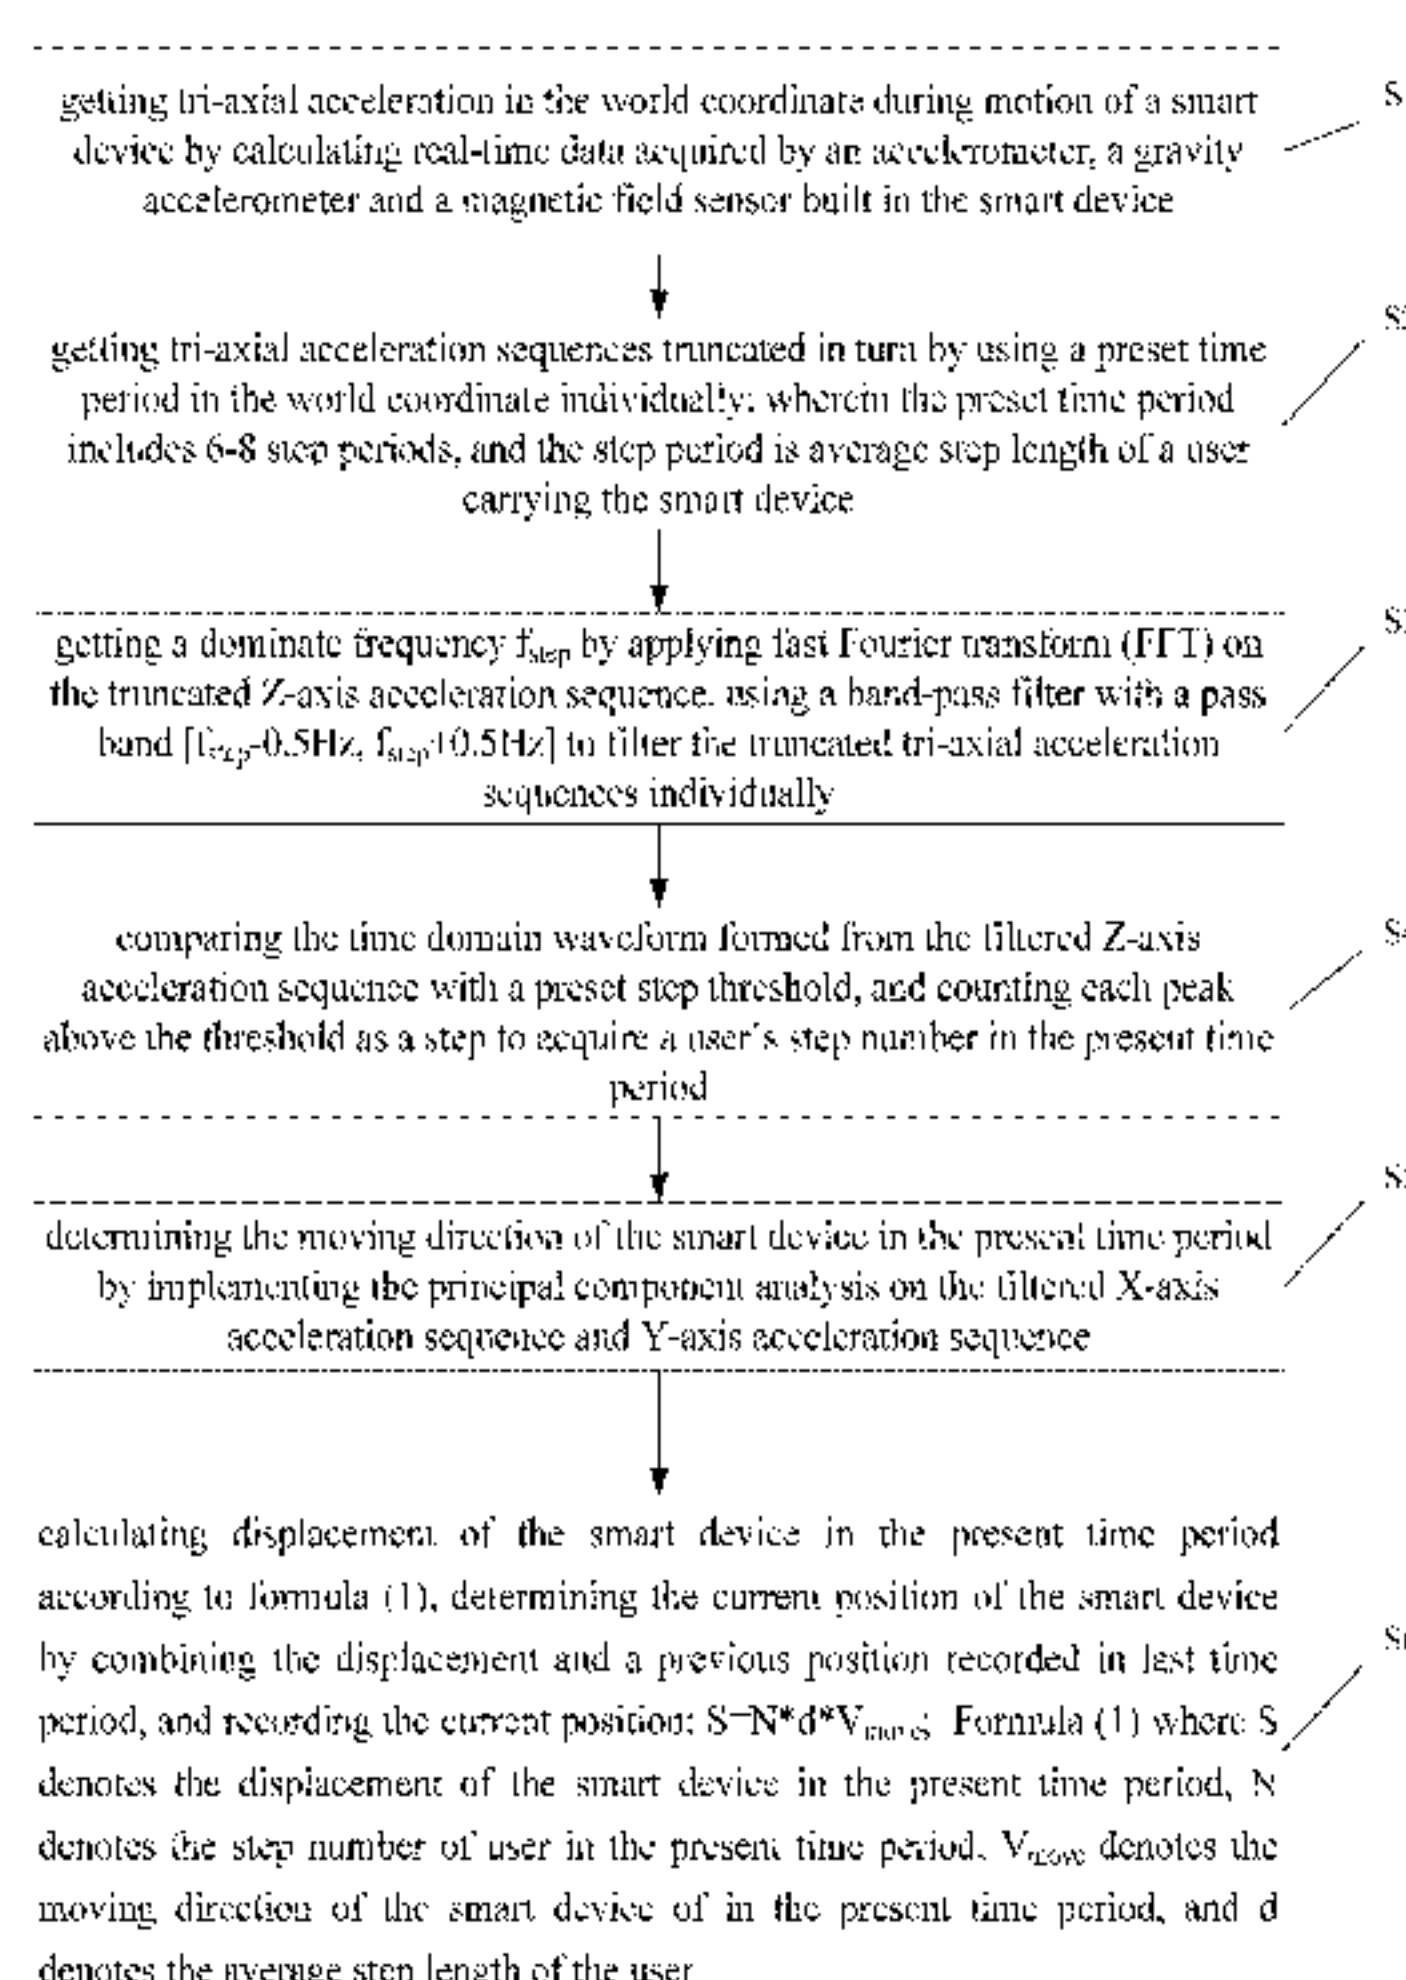 getting tri-axial acceleration in the world coordinate during motion of a smart
S
device by calculating real-time data acquired by an accelerometer, a gravity
accelerometer and a magnetic field sensor built in the smart device
getting tri-axial acceleration sequences truncated in turn by using a preset time
period in the world coordinate individually; wherein the preset time period
includes 6-8 step periods, and the step period is average step length of a user
carrying the smart device
getting a dominate frequency fstep by applying fast Fourier transform (FFT) on
the truncated Z-axis acceleration sequence, using a band-pass filter with a pass
band [fstep-0.5Hz, fstep+0.5Hz] to filter the truncated tri-axial acceleration
sequences individually
comparing the time domain waveform formed from the filtered Z-axis
S4
acceleration sequence with a preset step threshold, and counting each peak
above the threshold as a step to acquire a user's step number in the present time
period
determining the moving direction of the smart device in the present time period
by implementing the principal component analysis on the filtered X-axis
acceleration sequence and Y-axis acceleration sequence
calculating displacement of the smart device in the present time period
according to formula (1), determining the current position of the smart device
by combining the displacement and a previous position recorded in last time
period, and recording the current position: S=N*d*Vmove; Formula (1) where S
denotes the displacement of the smart device in the present time period, N
denotes the step number of user in the present time period, Vmove denotes the
moving direction of the smart device of in the present time period, and d
denotes the average step length of the user